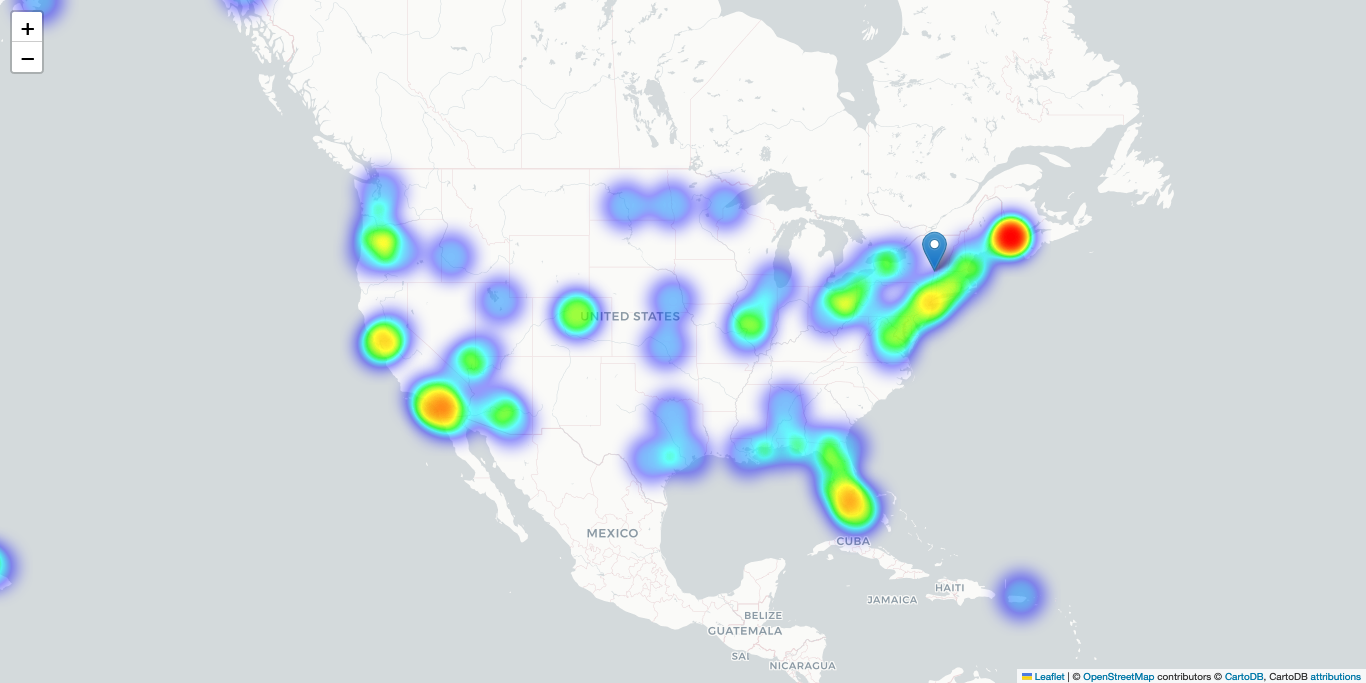 +
−
UNITED STATES
MEXICO
CUBA
HAITI
JAMAICA
BELIZE
GUATEMALA
SAL
NICARAGUA
Leaflet | © OpenStreetMap contributors © CartoDB, CartoDB attributions